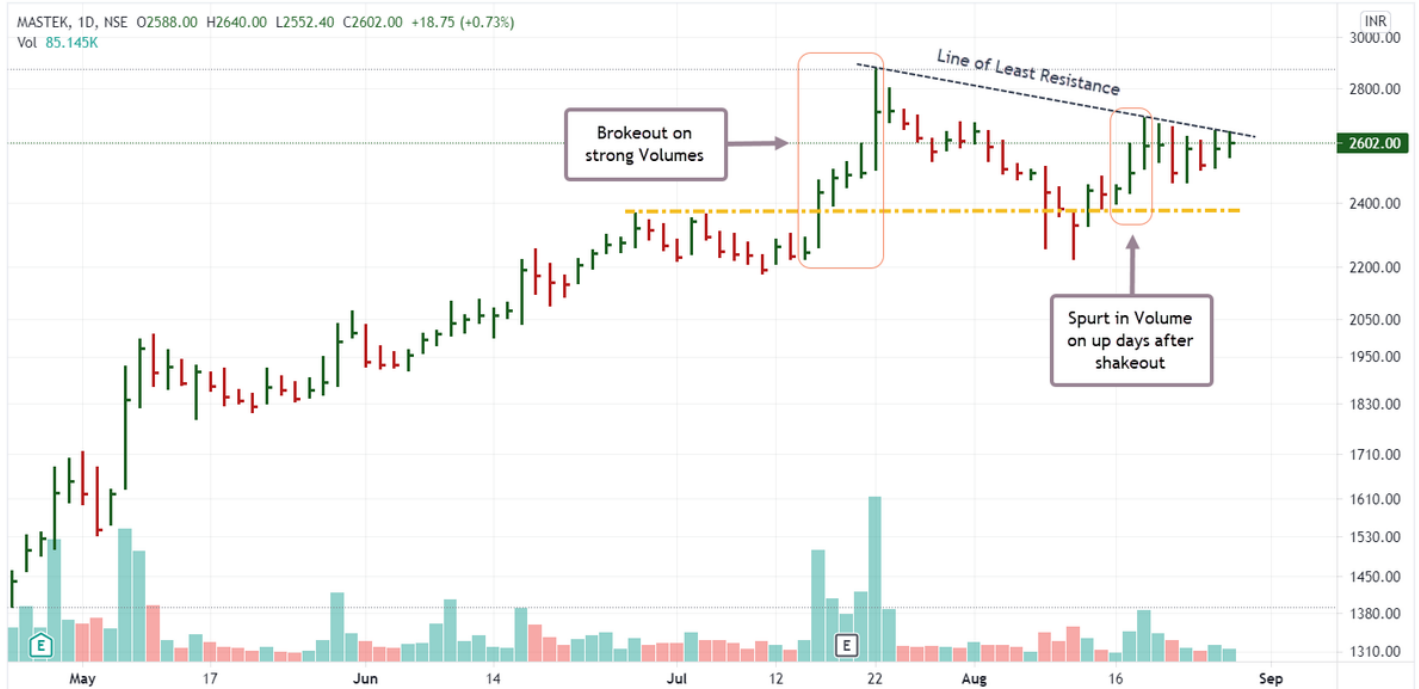 MASTEK, 1D, NSE O2588.00 H2640.00 L2552.40 C2602.00 +18.75 (+0.73%)
Vol 85.145K
INR
3000.00
Line of Least Resistance
2800.00
Brokeout on
strong Volumes
2602.00
2400.00
2200.00
Spurt in Volume
on up days after
shakeout
2050.00
1950.00
1830.00
1710.00
1610.00
1530.00
1450.00
1380.00
E
E
1310.00
May 17 Jun 14 Jul 12 22 Aug 16 Sep